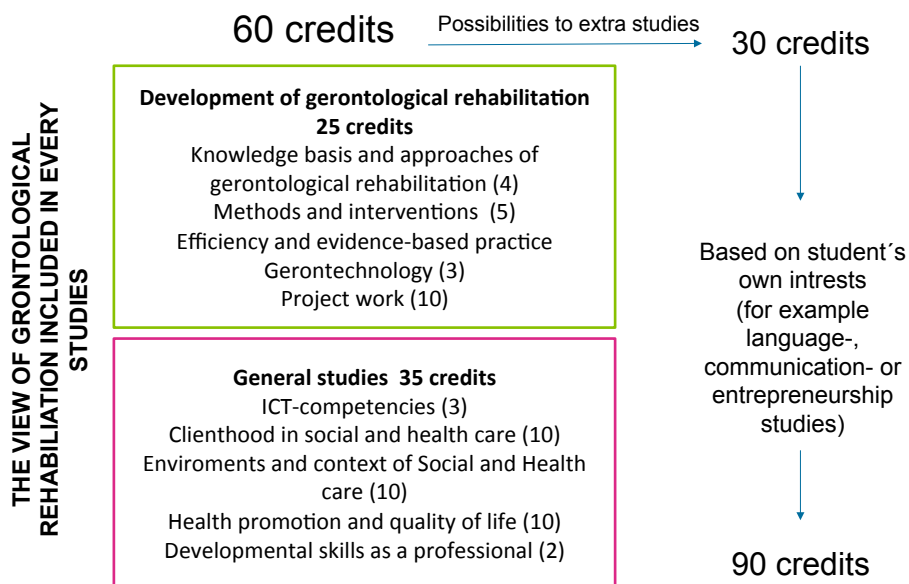 60 credits
Possibilities to extra studies
30 credits
THE VIEW OF GRONTOLOGICAL
REHABILIATION INCLUDED IN EVERY
STUDIES
Development of gerontological rehabilitation
25 credits
Knowledge basis and approaches of
gerontological rehabilitation (4)
Methods and interventions (5)
Efficiency and evidence-based practice
Gerontechnology (3)
Project work (10)
General studies 35 credits
ICT-competencies (3)
Clienthood in social and health care (10)
Enviroments and context of Social and Health
care (10)
Health promotion and quality of life (10)
Developmental skills as a professional (2)
Based on student´s
own intrests
(for example
language-,
communication- or
entrepreneurship
studies)
90 credits